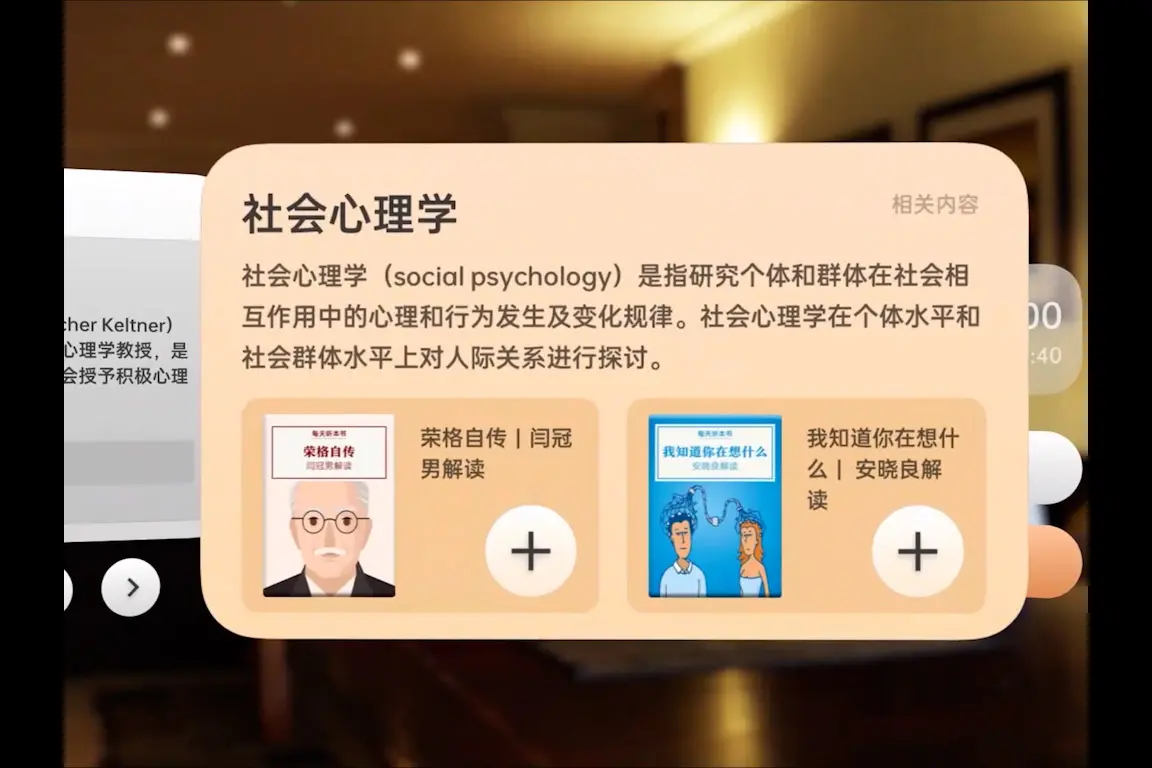 社会心理学
相关内容
社会心理学（social psychology）是指研究个体和群体在社会相
互作用中的心理和行为发生及变化规律。社会心理学在个体水平和
社会群体水平上对人际关系进行探讨。
cher Keltner）
心理学教授，是
会授予积极心理
每天听本书
荣格自传
闫冠男解读
荣格自传 | 闫冠
男解读
每天听本书
我知道你在想什么
安晓良解读
我知道你在想什
么 | 安晓良解
读
00
:40